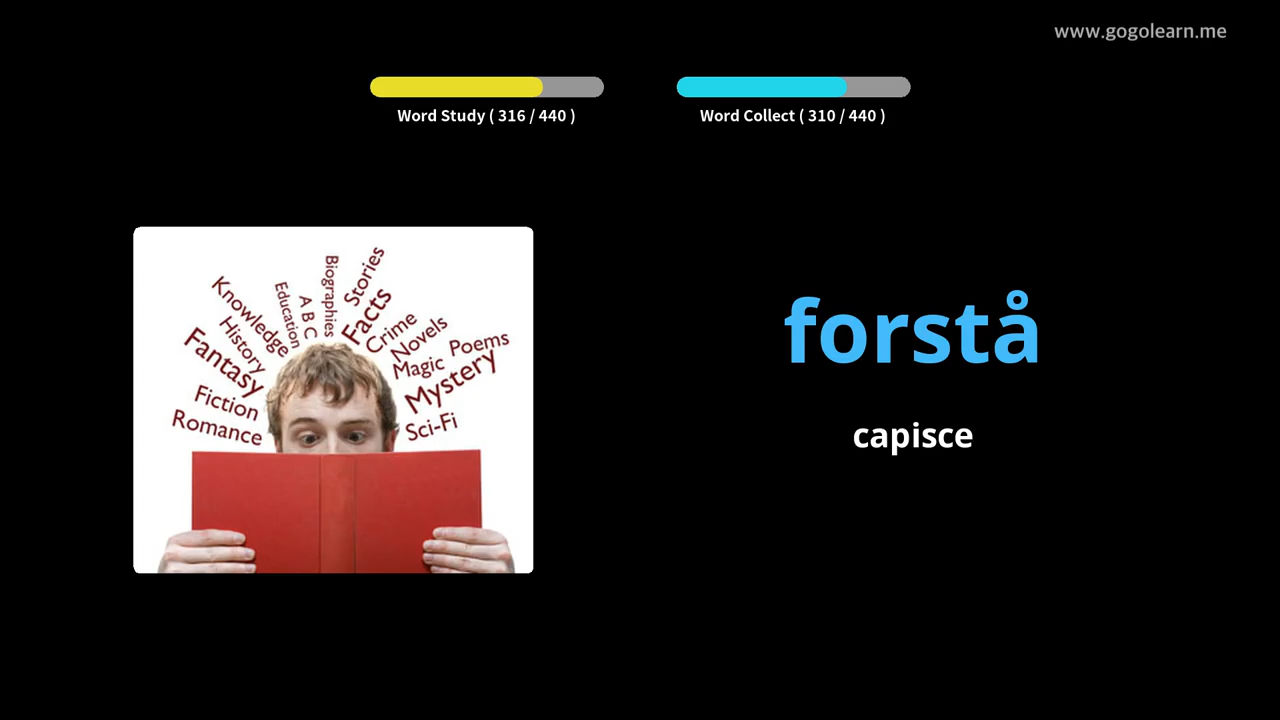 www.gogolearn.me
Word Study ( 316 / 440 )
Word Collect ( 310 / 440 )
Knowledge
Education
A B C
Biographies
Stories
Facts
Crime
Novels
Poems
History
Fantasy
Magic
Mystery
Fiction
Romance
Sci-Fi
forstå
capisce